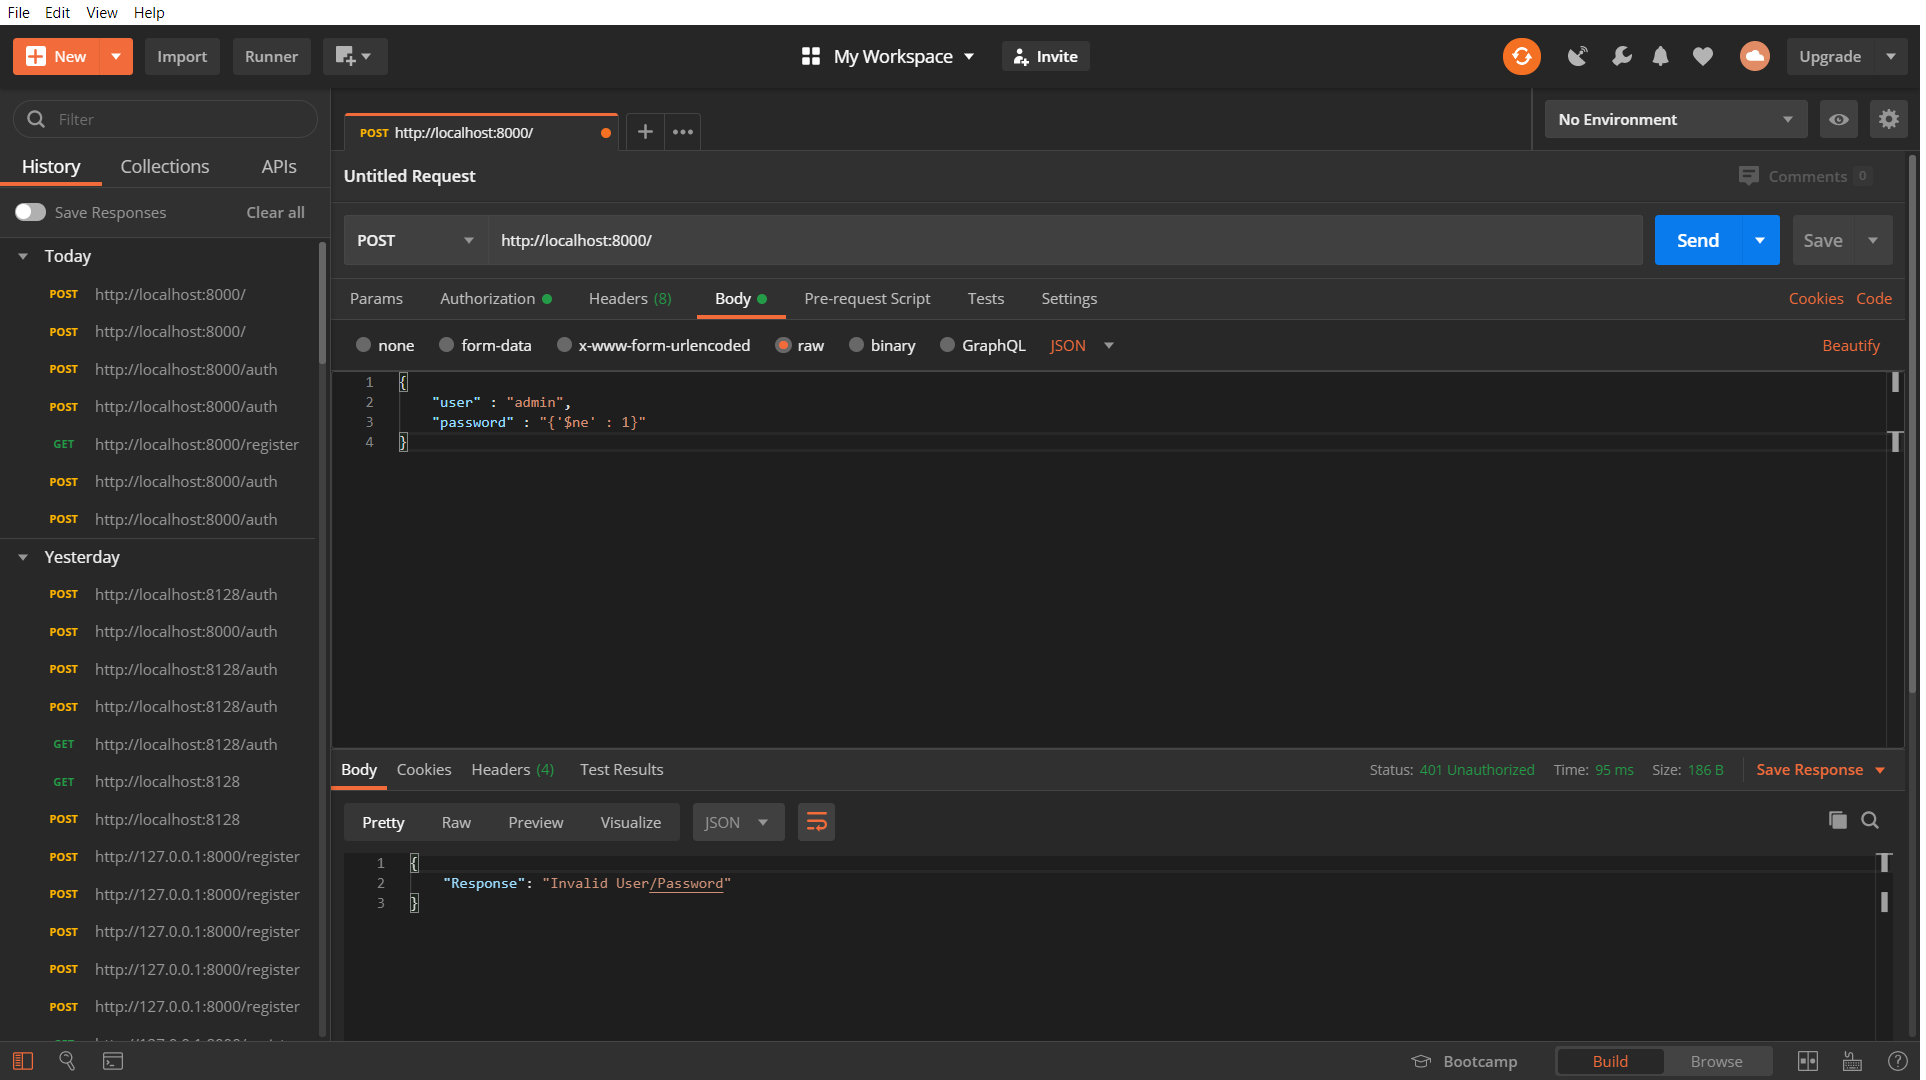 File Edit View Help
New Import Runner My Workspace Invite Upgrade
Filter
History Collections APIs
Save Responses Clear all
Today
POST http://localhost:8000/
POST http://localhost:8000/
POST http://localhost:8000/auth
POST http://localhost:8000/auth
GET http://localhost:8000/register
POST http://localhost:8000/auth
POST http://localhost:8000/auth
Yesterday
POST http://localhost:8128/auth
POST http://localhost:8000/auth
POST http://localhost:8128/auth
POST http://localhost:8128/auth
GET http://localhost:8128/auth
GET http://localhost:8128
POST http://localhost:8128
POST http://127.0.0.1:8000/register
POST http://127.0.0.1:8000/register
POST http://127.0.0.1:8000/register
POST http://127.0.0.1:8000/register
POST http://127.0.0.1:8000/register
POST http://localhost:8000/
No Environment
Untitled Request
Comments 0
POST http://localhost:8000/ Send Save
Params Authorization Headers (8) Body Pre-request Script Tests Settings Cookies Code
none form-data x-www-form-urlencoded raw binary GraphQL JSON Beautify
1 {
2 "user" : "admin",
3 "password" : "{'$ne' : 1}"
4 }
Body Cookies Headers (4) Test Results Status: 401 Unauthorized Time: 95 ms Size: 186 B Save Response
Pretty Raw Preview Visualize JSON
1 {
2 "Response": "Invalid User/Password"
3 }
Bootcamp Build Browse